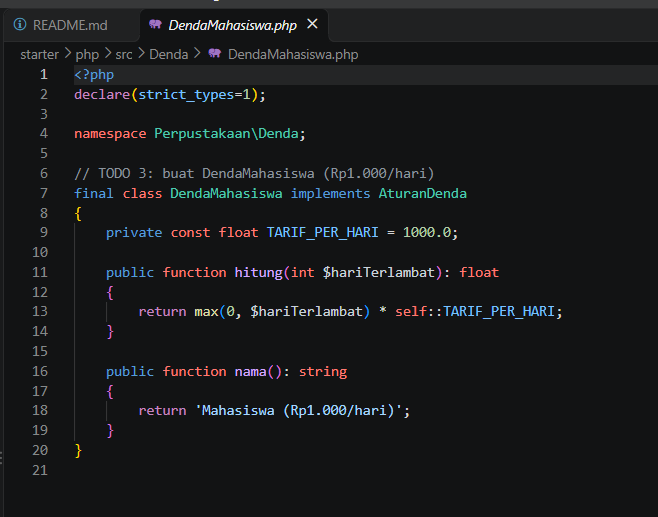 README.md
DendaMahasiswa.php
starter > php > src > Denda > DendaMahasiswa.php
1 <?php
2 declare(strict_types=1);
3
4 namespace Perpustakaan\Denda;
5
6 // TODO 3: buat DendaMahasiswa (Rp1.000/hari)
7 final class DendaMahasiswa implements AturanDenda
8 {
9     private const float TARIF_PER_HARI = 1000.0;
10
11     public function hitung(int $hariTerlambat): float
12     {
13         return max(0, $hariTerlambat) * self::TARIF_PER_HARI;
14     }
15
16     public function nama(): string
17     {
18         return 'Mahasiswa (Rp1.000/hari)';
19     }
20 }
21